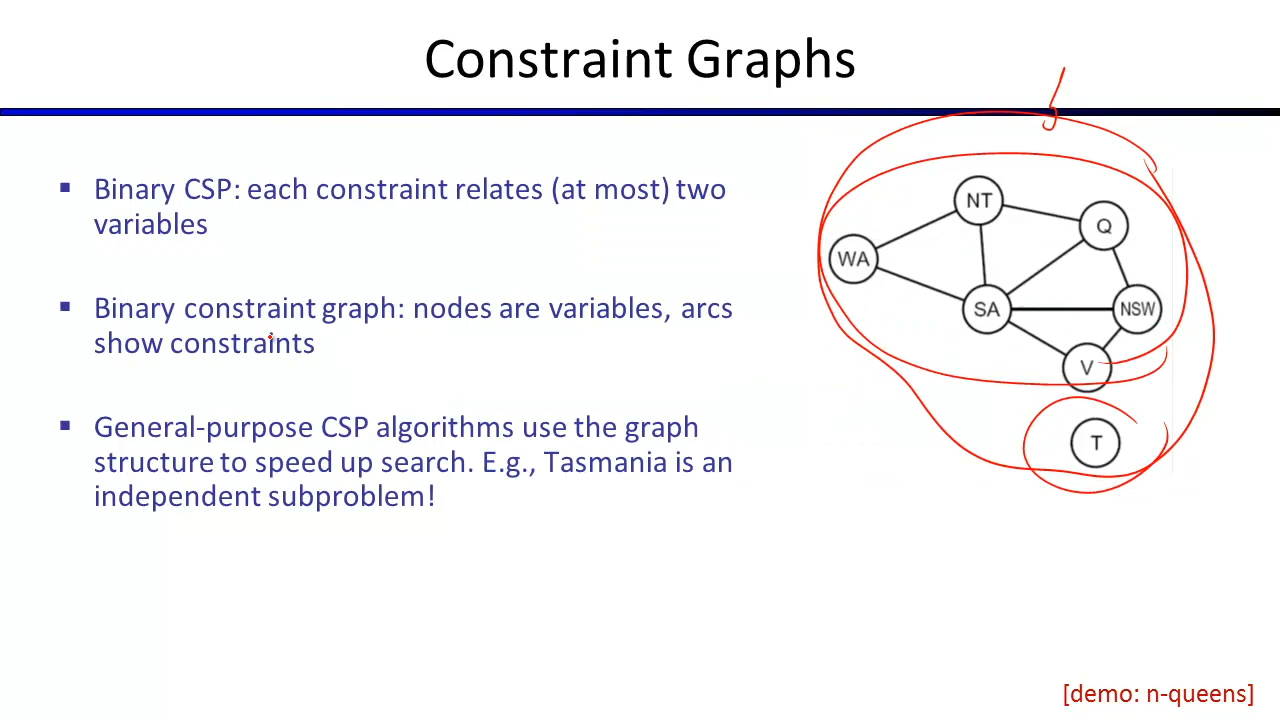 Constraint Graphs
▪ Binary CSP: each constraint relates (at most) two
variables
▪ Binary constraint graph: nodes are variables, arcs
show constraints
▪ General-purpose CSP algorithms use the graph
structure to speed up search. E.g., Tasmania is an
independent subproblem!
NT
Q
WA
SA
NSW
V
T
[demo: n-queens]